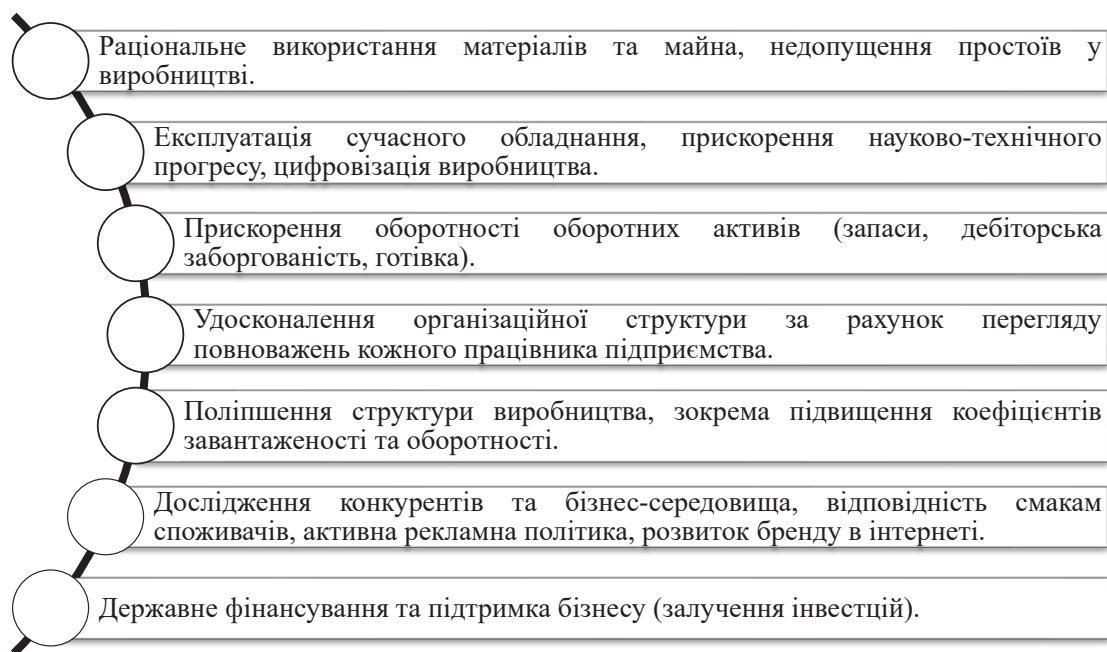 Раціональне використання матеріалів та майна, недопущення простоїв у
виробництві.
Експлуатація сучасного обладнання, прискорення науково-технічного
прогресу, цифровізація виробництва.
Прискорення оборотності оборотних активів (запаси, дебіторська
заборгованість, готівка).
Удосконалення організаційної структури за рахунок перегляду
повноважень кожного працівника підприємства.
Поліпшення структури виробництва, зокрема підвищення коефіцієнтів
завантаженості та оборотності.
Дослідження конкурентів та бізнес-середовища, відповідність смакам
споживачів, активна рекламна політика, розвиток бренду в інтернеті.
Державне фінансування та підтримка бізнесу (залучення інвестцій).